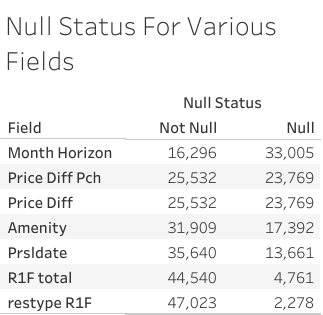 Null Status For Various
Fields
Null Status
Field Not Null Null
Month Horizon 16,296 33,005
Price Diff Pch 25,532 23,769
Price Diff 25,532 23,769
Amenity 31,909 17,392
Prsldate 35,640 13,661
R1F total 44,540 4,761
restype R1F 47,023 2,278